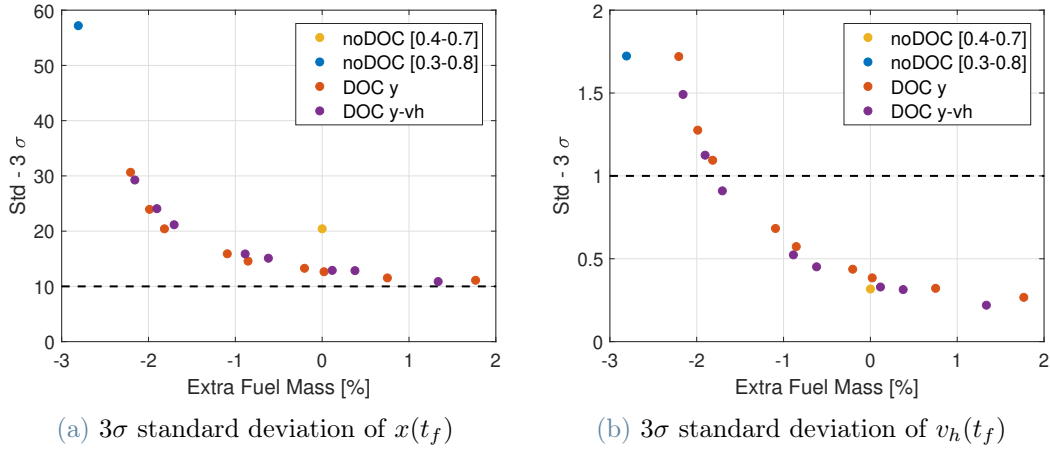 60
50
40
30
20
10
0
-3
-2
-1
0
1
2
Std - 3 σ
Extra Fuel Mass [%]
noDOC [0.4-0.7]
noDOC [0.3-0.8]
DOC y
DOC y-vh
(a) 3σ standard deviation of x(t_f)
2
1.5
1
0.5
0
-3
-2
-1
0
1
2
Std - 3 σ
Extra Fuel Mass [%]
noDOC [0.4-0.7]
noDOC [0.3-0.8]
DOC y
DOC y-vh
(b) 3σ standard deviation of v_h(t_f)